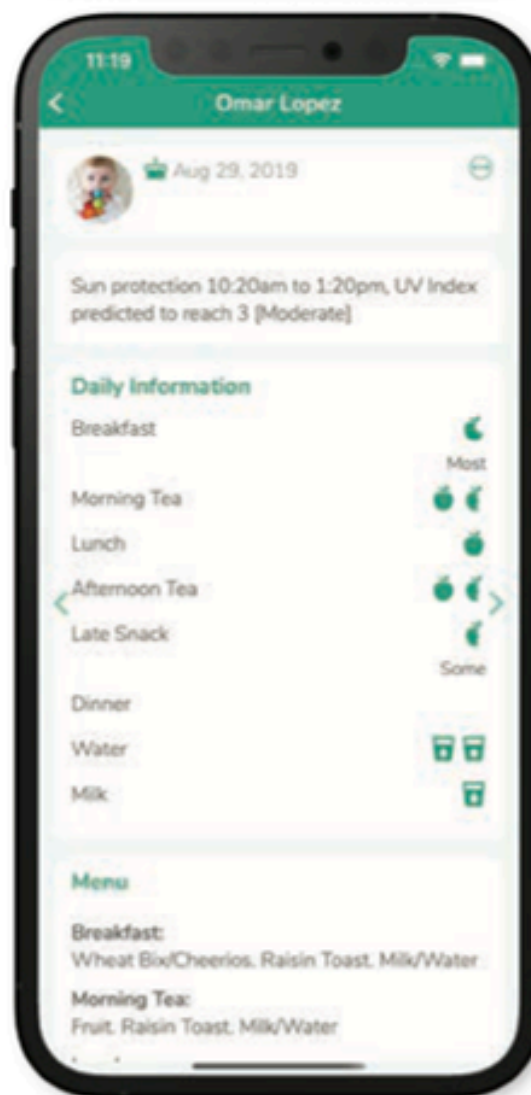 11:19
Omar Lopez
Aug 29, 2019
Sun protection 10:20am to 1:20pm, UV Index
predicted to reach 3 [Moderate]
Daily Information
Breakfast
Most
Morning Tea
Lunch
Afternoon Tea
Late Snack
Some
Dinner
Water
Milk
Menu
Breakfast:
Wheat Bix/Cheerios. Raisin Toast. Milk/Water
Morning Tea:
Fruit. Raisin Toast. Milk/Water